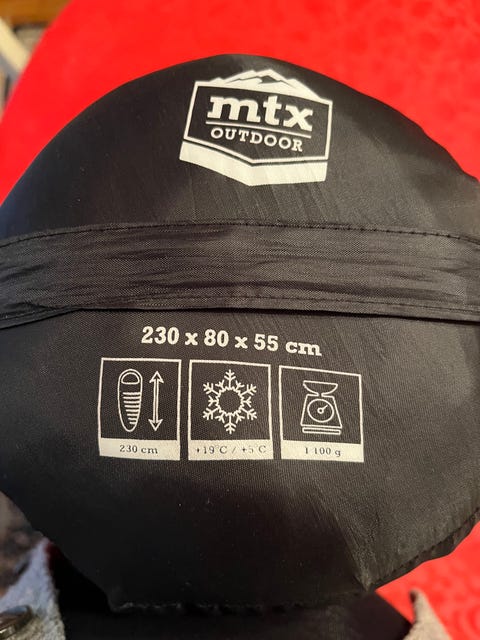 mtx
OUTDOOR
230 x 80 x 55 cm
230 cm
+19°C / +5°C
1 100 g